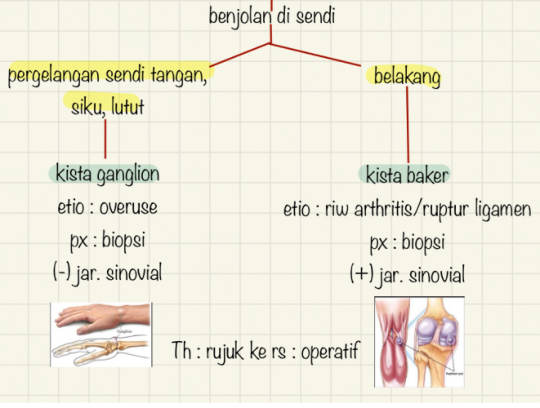 benjolan di sendi
pergelangan sendi tangan,
siku, lutut
belakang
kista ganglion
etio : overuse
px : biopsi
(-) jar. sinovial
kista baker
etio : riw arthritis/ruptur ligamen
px : biopsi
(+) jar. sinovial
Th : rujuk ke rs : operatif